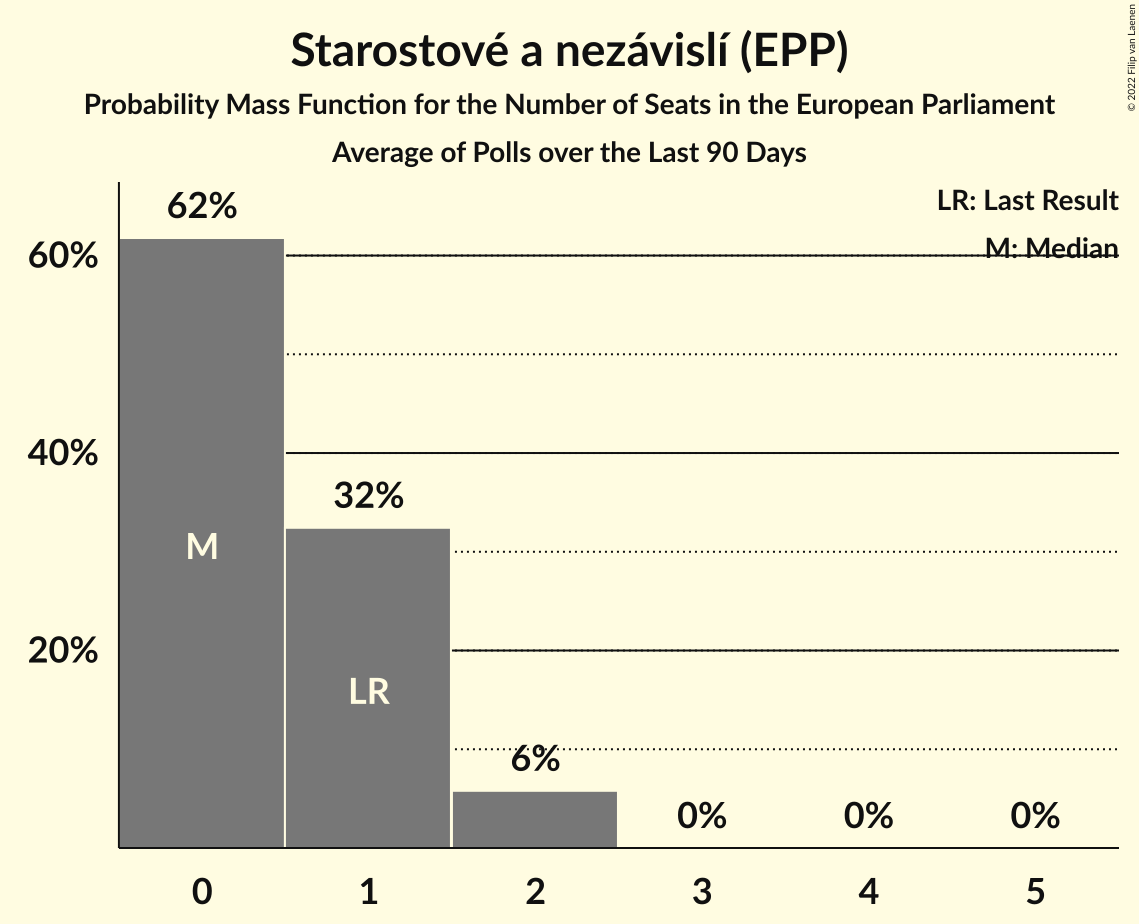 Starostové a nezávislí (EPP)
Probability Mass Function for the Number of Seats in the European Parliament
Average of Polls over the Last 90 Days
© 2022 Filip van Laenen
LR: Last Result
M: Median
62%
60%
40%
32%
M
20%
LR
6%
0%
0%
0%
0
1
2
3
4
5